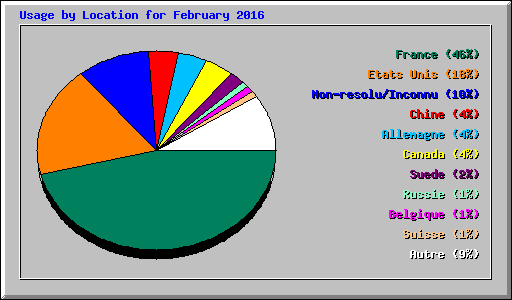 Usage by Location for February 2016
France (46%)
Etats Unis (18%)
Non-resolu/Inconnu (10%)
Chine (4%)
Allemagne (4%)
Canada (4%)
Suede (2%)
Russie (1%)
Belgique (1%)
Suisse (1%)
Autre (9%)